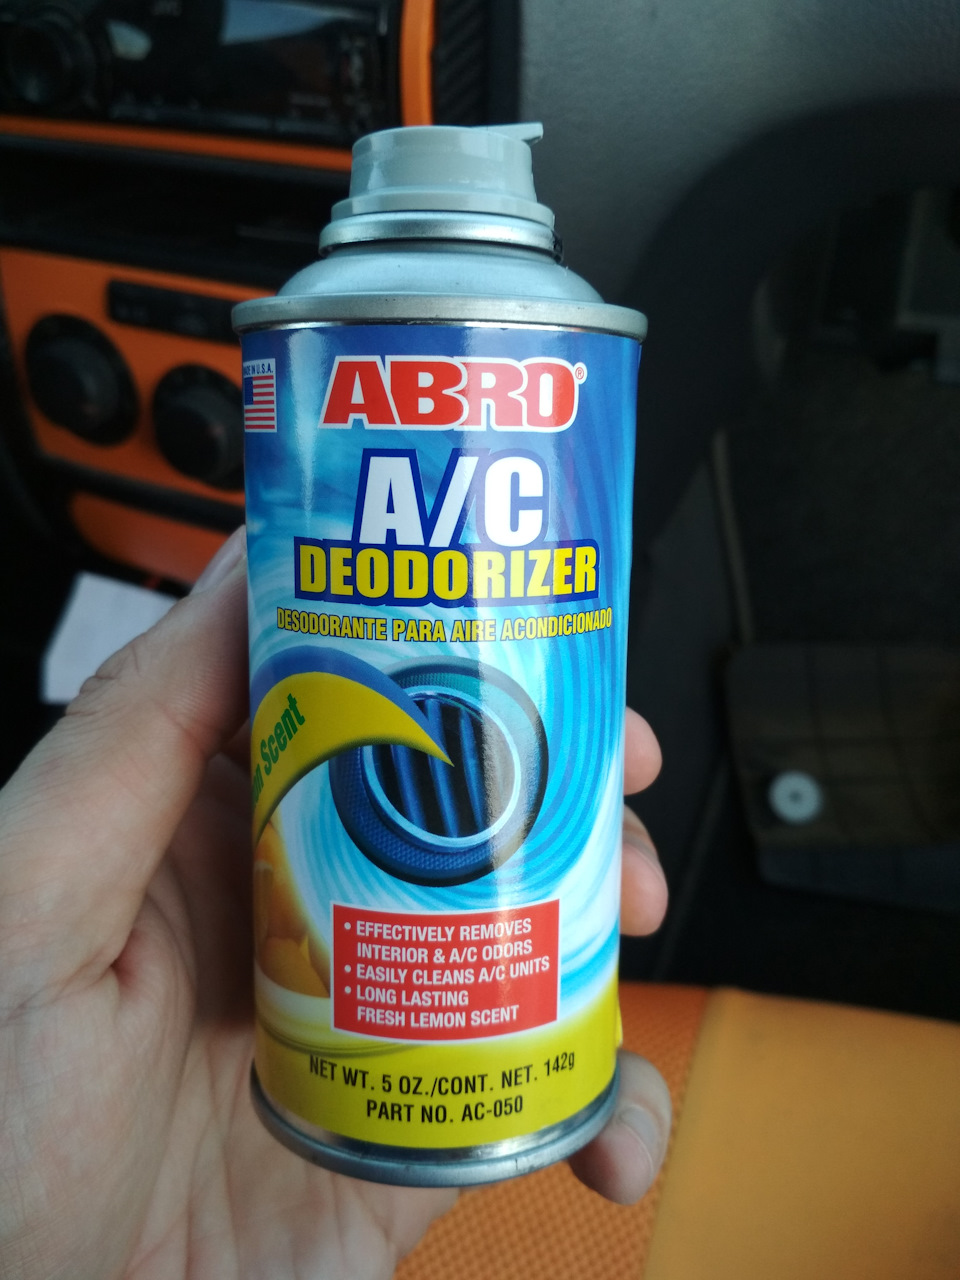 MADE IN U.S.A.
ABRO®
A/C
DEODORIZER
DESODORANTE PARA AIRE ACONDICIONADO
Scent
• EFFECTIVELY REMOVES
INTERIOR & A/C ODORS
• EASILY CLEANS A/C UNITS
• LONG LASTING
FRESH LEMON SCENT
NET WT. 5 OZ./CONT. NET. 142g
PART NO. AC-050